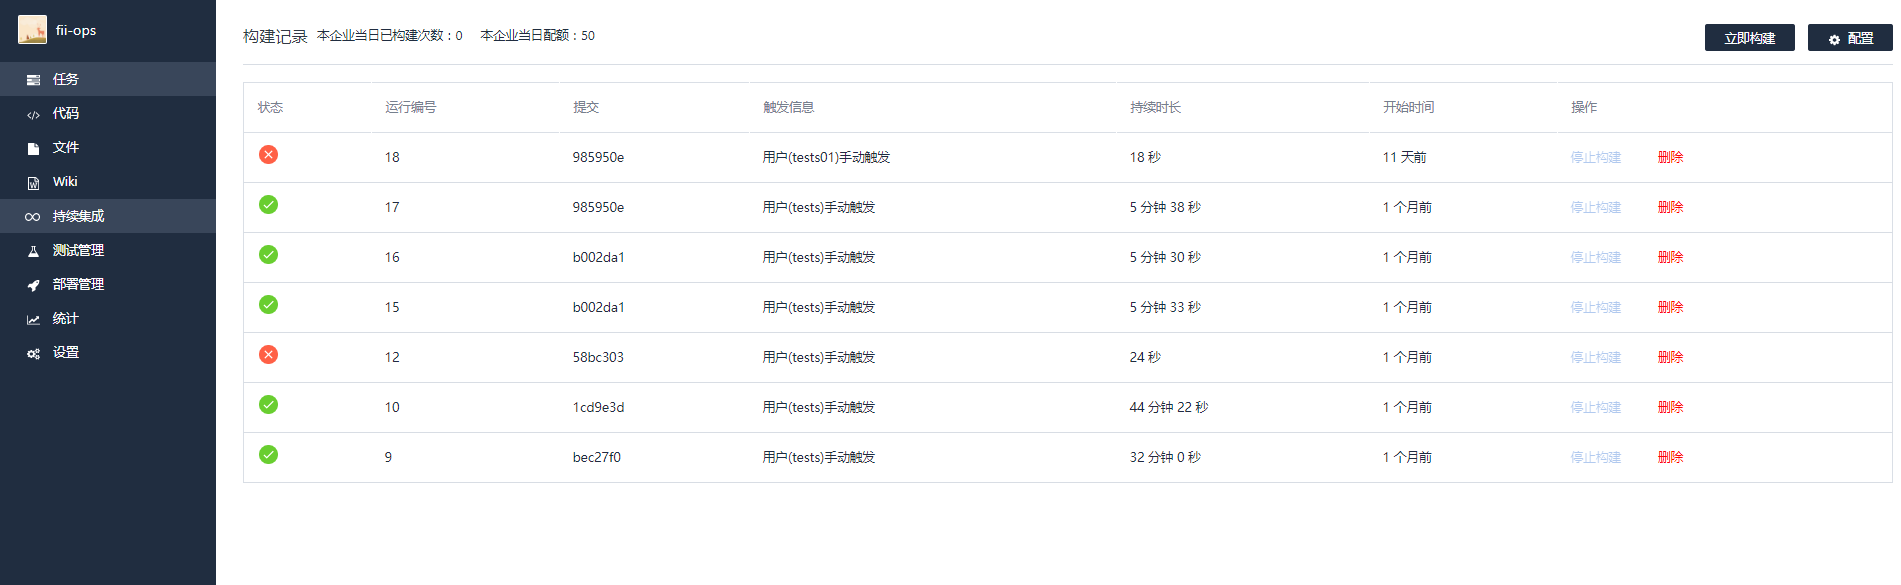 fii-ops
任务
代码
文件
Wiki
持续集成
测试管理
部署管理
统计
设置
构建记录 本企业当日已构建次数：0 本企业当日配额：50
立即构建 配置
状态 运行编号 提交 触发信息 持续时长 开始时间 操作
18 985950e 用户(tests01)手动触发 18 秒 11 天前 停止构建 删除
17 985950e 用户(tests)手动触发 5 分钟 38 秒 1 个月前 停止构建 删除
16 b002da1 用户(tests)手动触发 5 分钟 30 秒 1 个月前 停止构建 删除
15 b002da1 用户(tests)手动触发 5 分钟 33 秒 1 个月前 停止构建 删除
12 58bc303 用户(tests)手动触发 24 秒 1 个月前 停止构建 删除
10 1cd9e3d 用户(tests)手动触发 44 分钟 22 秒 1 个月前 停止构建 删除
9 bec27f0 用户(tests)手动触发 32 分钟 0 秒 1 个月前 停止构建 删除